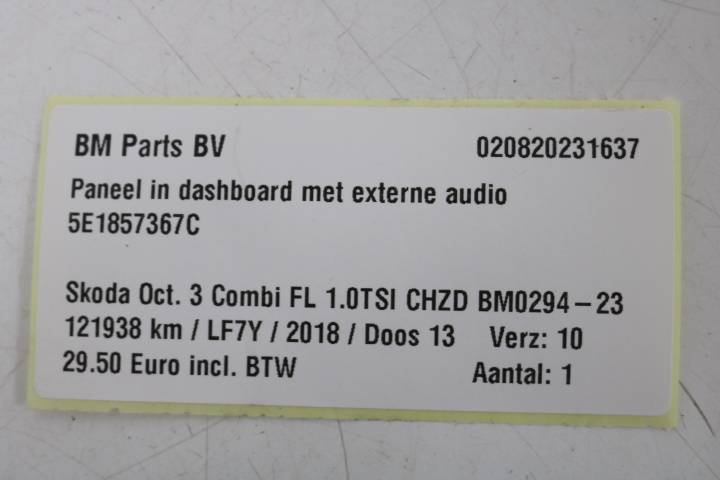 BM Parts BV 020820231637
Paneel in dashboard met externe audio
5E1857367C
Skoda Oct. 3 Combi FL 1.0TSI CHZD BM0294-23
121938 km / LF7Y / 2018 / Doos 13 Verz: 10
29.50 Euro incl. BTW Aantal: 1